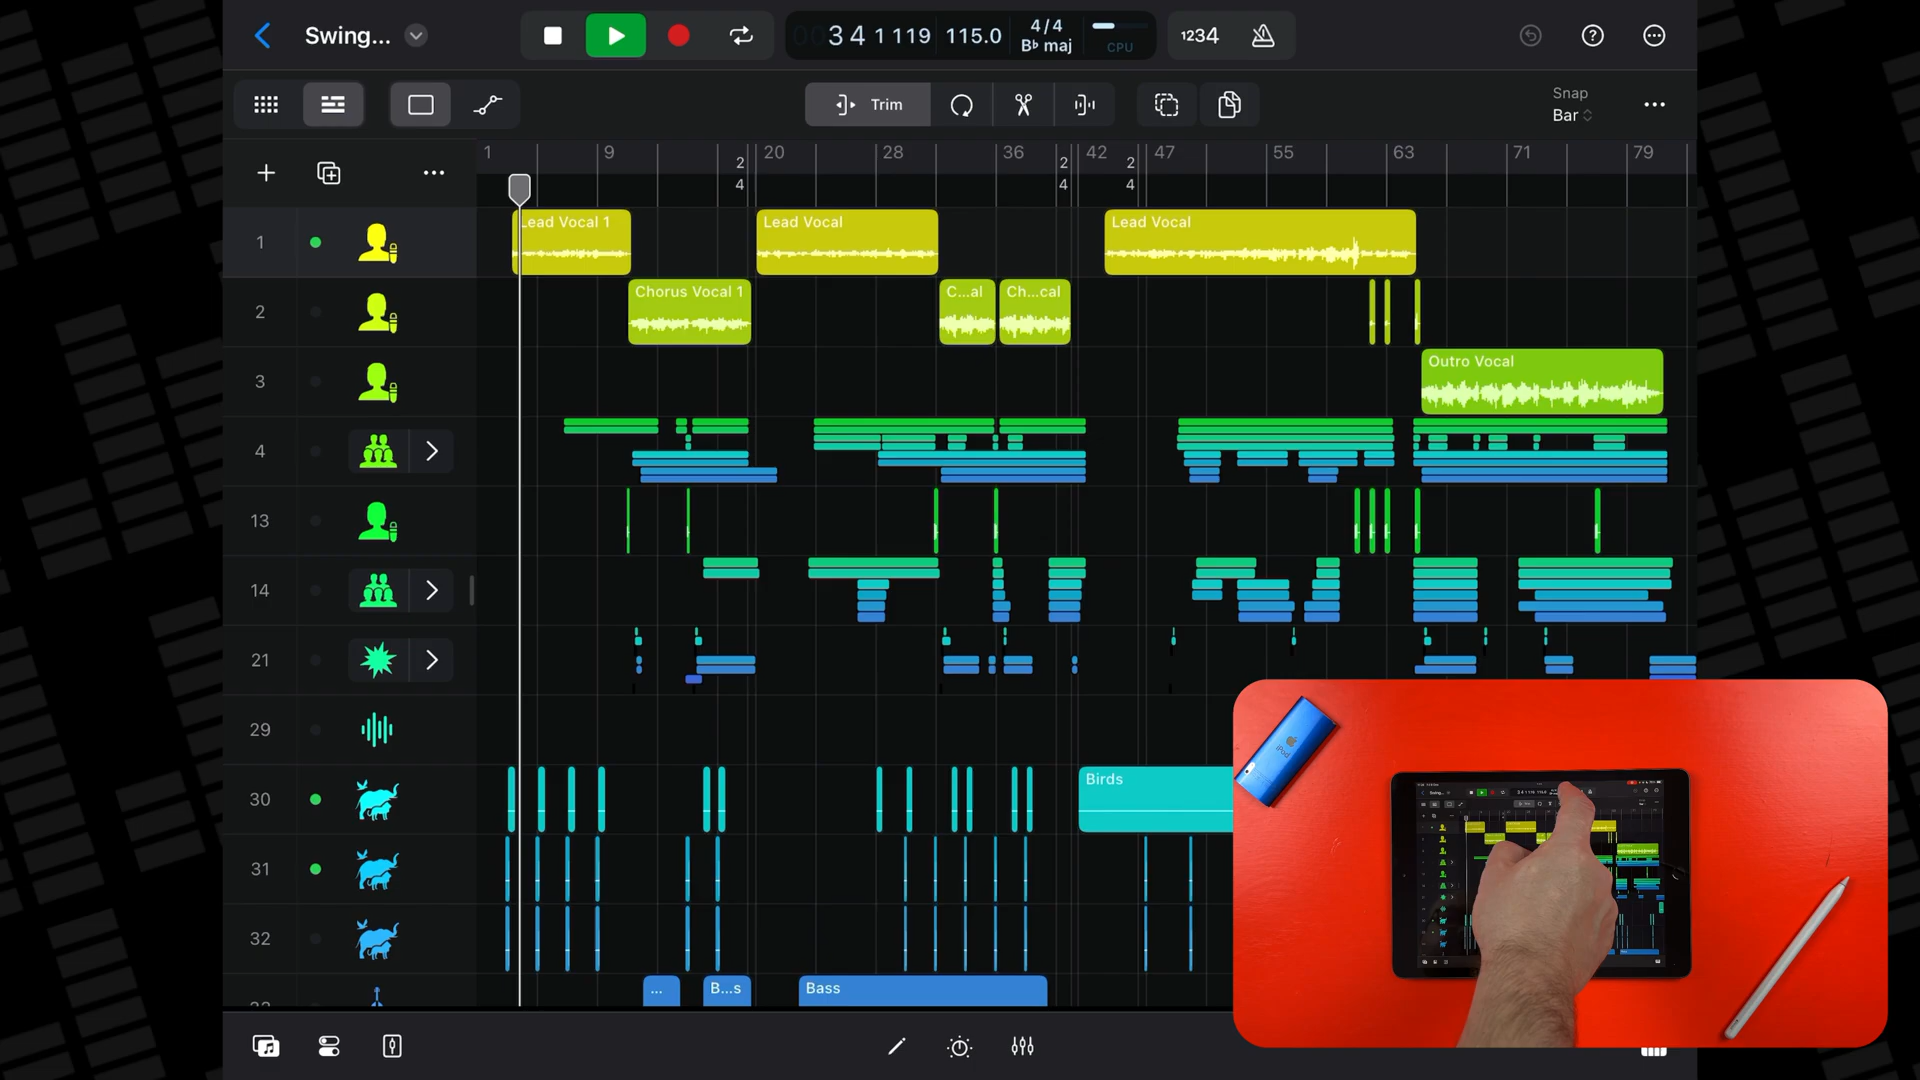 Swing...
3 4 1 119
115.0
4/4
B♭ maj
CPU
1234
Trim
Snap
Bar
1
9
2
4
20
28
36
2
4
42
2
4
47
55
63
71
79
1
Lead Vocal 1
Lead Vocal
Lead Vocal
2
Chorus Vocal 1
C...al
Ch...cal
3
Outro Vocal
4
13
14
21
29
30
Birds
31
32
...
B...s
Bass
iPod